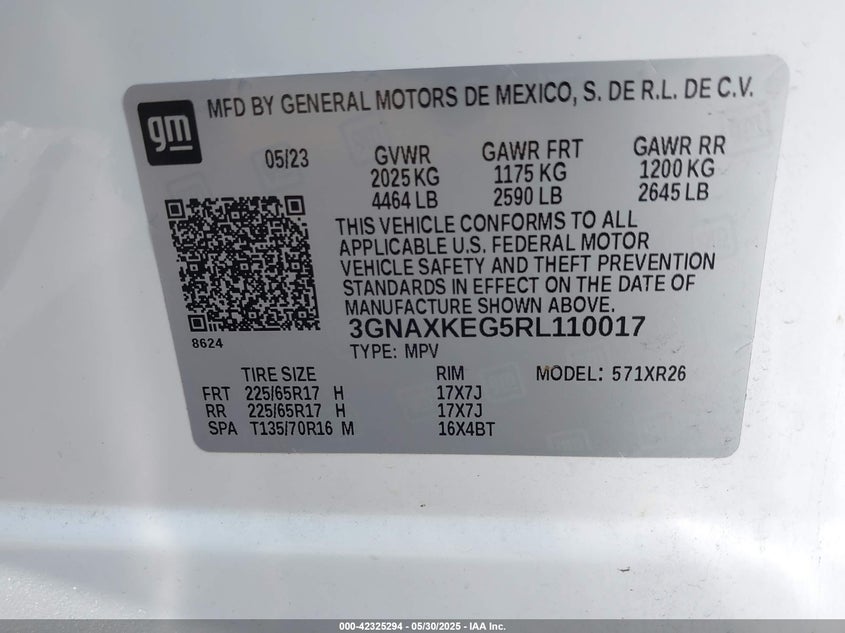 gm
MFD BY GENERAL MOTORS DE MEXICO, S. DE R.L. DE C.V.
05/23 GVWR GAWR FRT GAWR RR
2025 KG 1175 KG 1200 KG
4464 LB 2590 LB 2645 LB
THIS VEHICLE CONFORMS TO ALL
APPLICABLE U.S. FEDERAL MOTOR
VEHICLE SAFETY AND THEFT PREVENTION
STANDARDS IN EFFECT ON THE DATE OF
MANUFACTURE SHOWN ABOVE.
8624
3GNAXKEG5RL110017
TYPE: MPV
TIRE SIZE RIM MODEL: 571XR26
FRT 225/65R17 H 17X7J
RR 225/65R17 H 17X7J
SPA T135/70R16 M 16X4BT
000-42325294 — 05/30/2025 — IAA Inc.